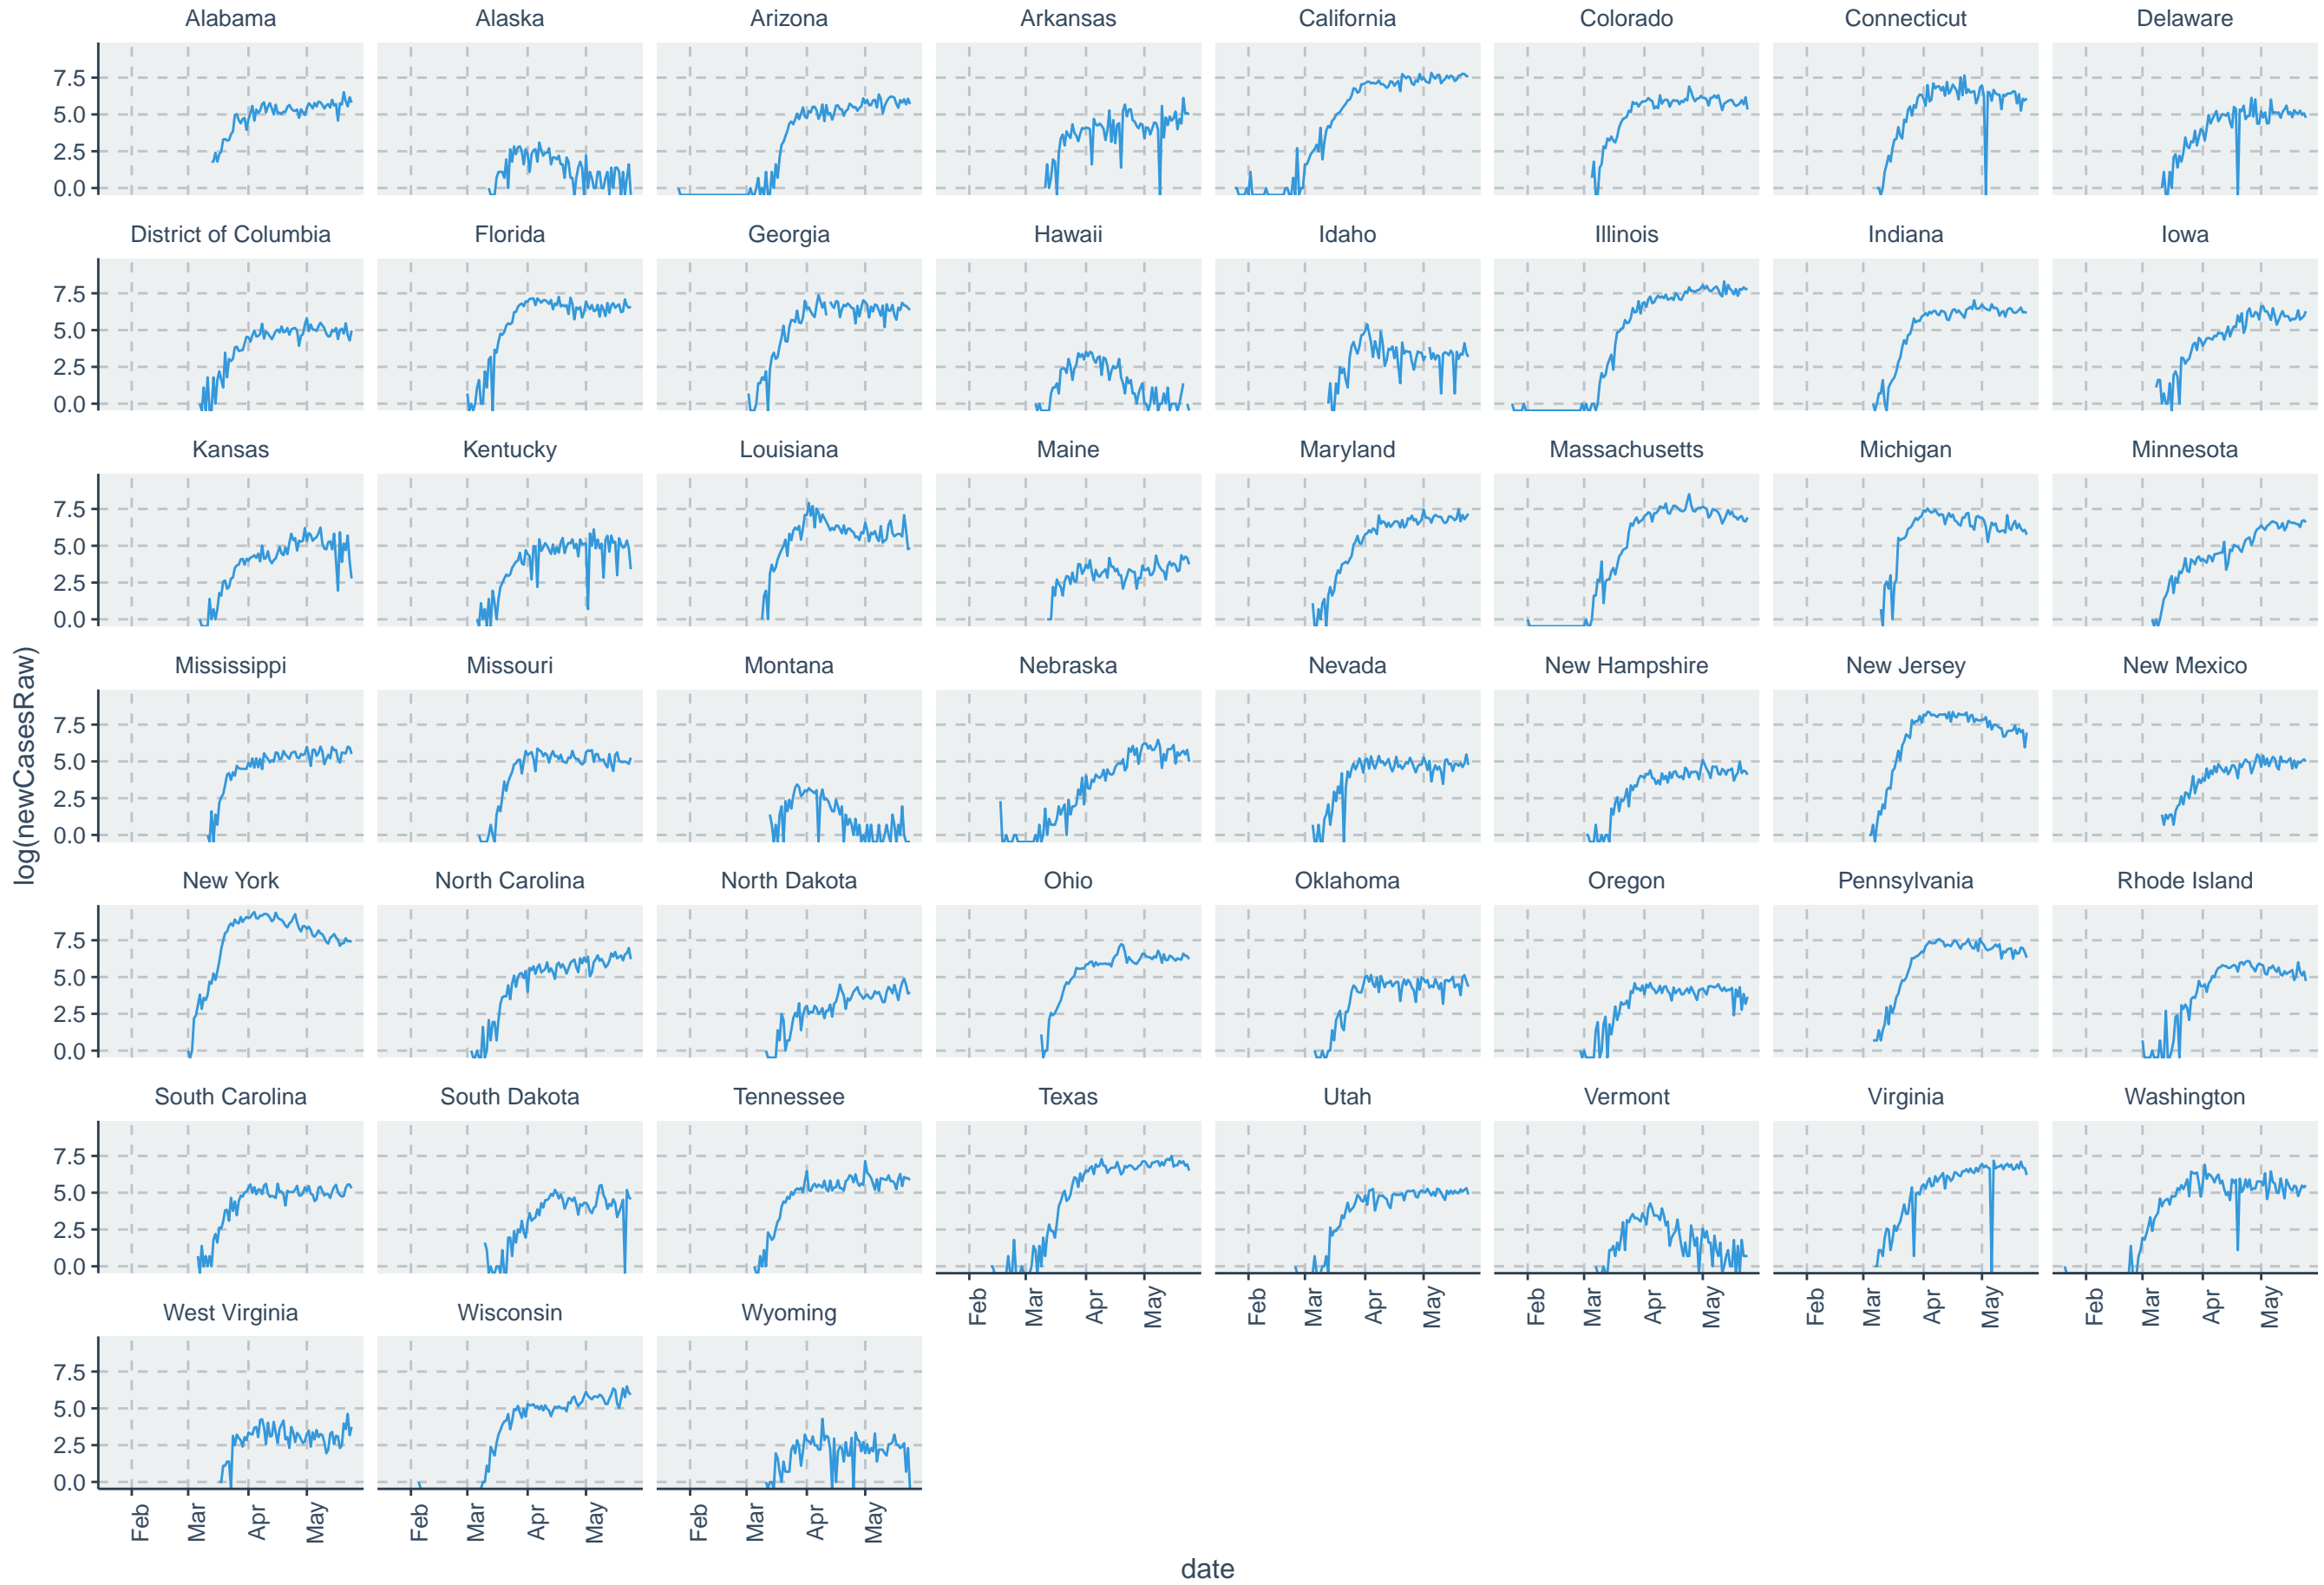 Alabama Alaska Arizona Arkansas California Colorado Connecticut Delaware
7.5
5.0
2.5
0.0
District of Columbia Florida Georgia Hawaii Idaho Illinois Indiana Iowa
7.5
5.0
2.5
0.0
Kansas Kentucky Louisiana Maine Maryland Massachusetts Michigan Minnesota
7.5
5.0
2.5
0.0
log(newCasesRaw)
Mississippi Missouri Montana Nebraska Nevada New Hampshire New Jersey New Mexico
7.5
5.0
2.5
0.0
New York North Carolina North Dakota Ohio Oklahoma Oregon Pennsylvania Rhode Island
7.5
5.0
2.5
0.0
South Carolina South Dakota Tennessee Texas Utah Vermont Virginia Washington
7.5
5.0
2.5
0.0
Feb Mar Apr May Feb Mar Apr May Feb Mar Apr May Feb Mar Apr May Feb Mar Apr May
West Virginia Wisconsin Wyoming
7.5
5.0
2.5
0.0
Feb Mar Apr May Feb Mar Apr May Feb Mar Apr May
date